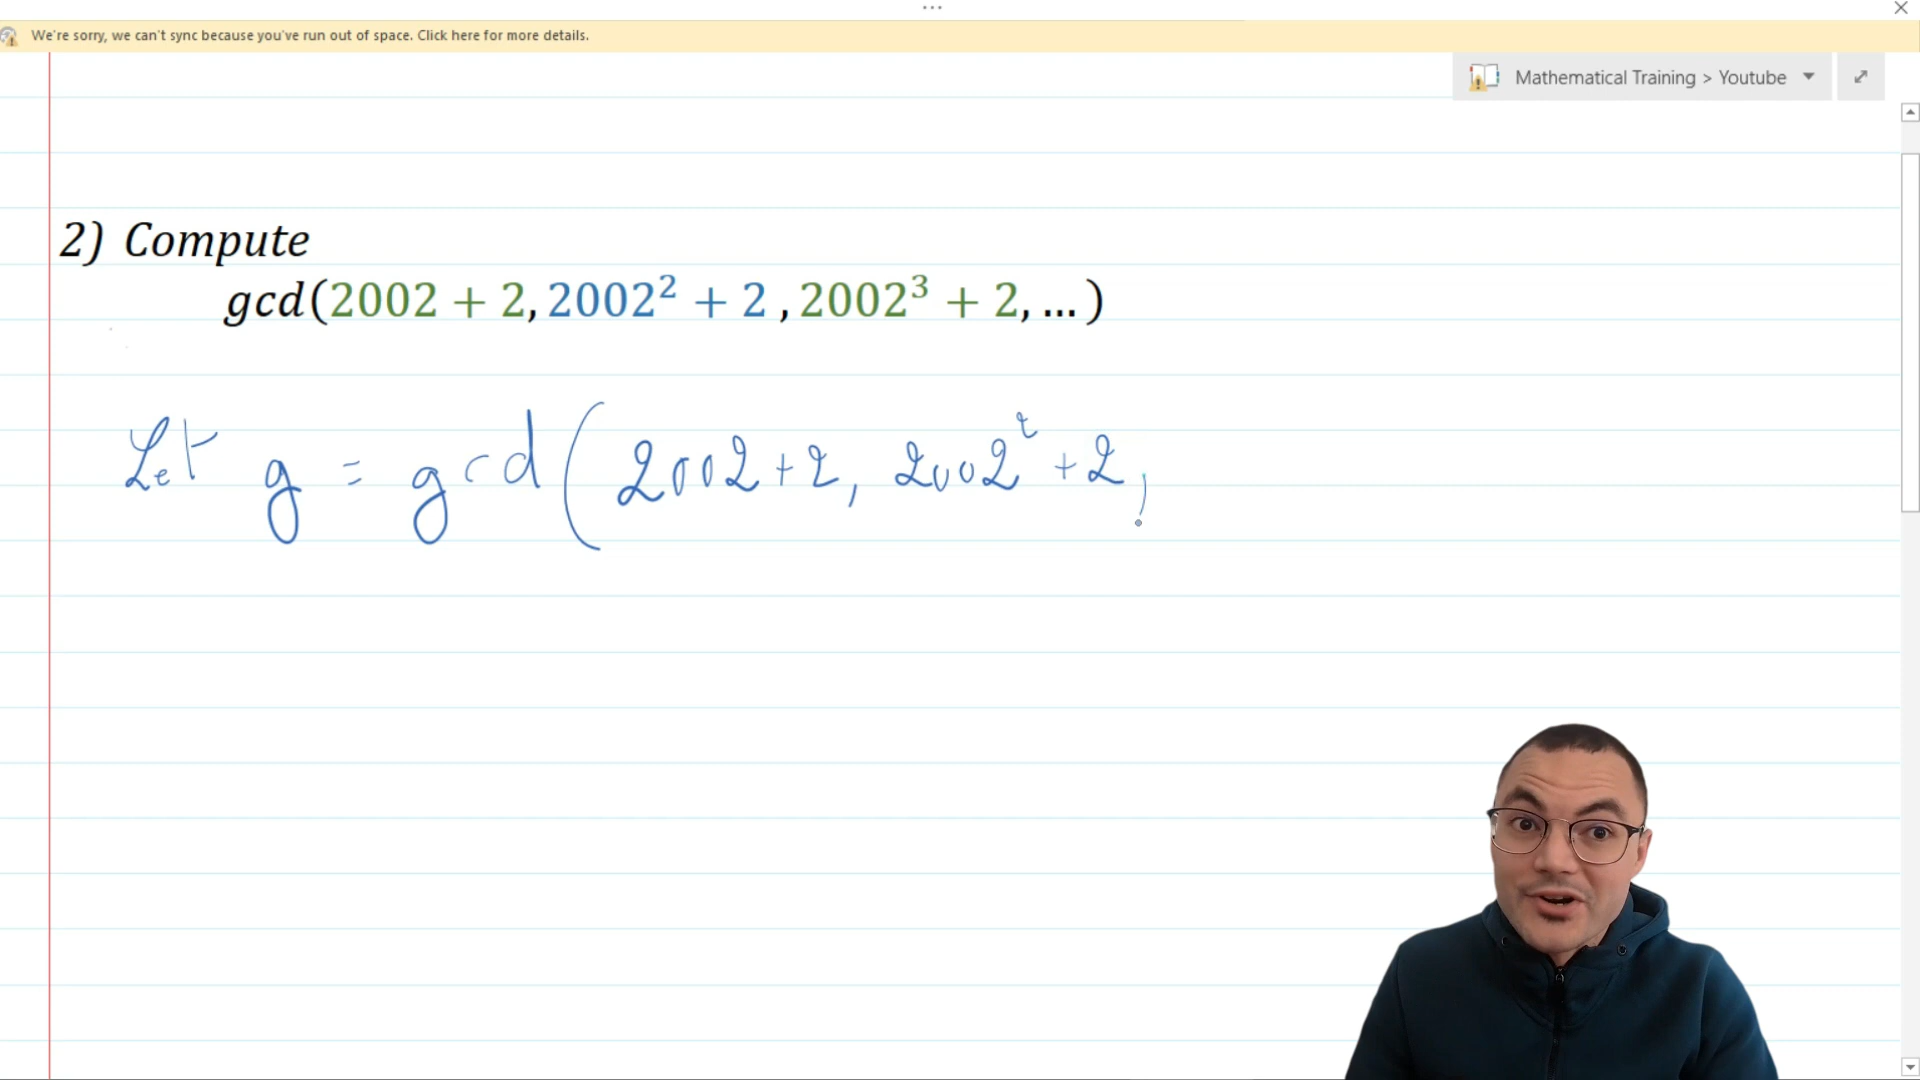 We're sorry, we can't sync because you've run out of space. Click here for more details.
Mathematical Training > Youtube
2) Compute
gcd(2002 + 2, 2002² + 2 , 2002³ + 2, ... )
Let g = gcd( 2002+2, 2002² +2,